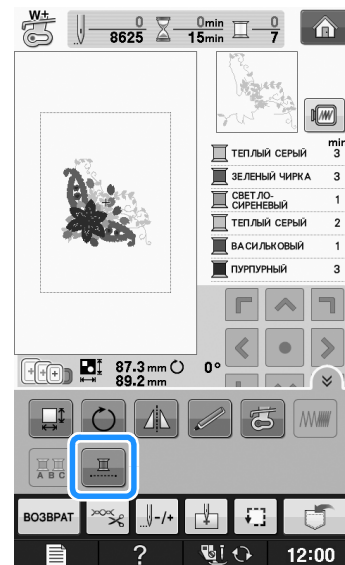 W+
0
8625
0min
15min
0
7
min
ТЕПЛЫЙ СЕРЫЙ 3
ЗЕЛЕНЫЙ ЧИРКА 3
СВЕТЛО-
СИРЕНЕВЫЙ 1
ТЕПЛЫЙ СЕРЫЙ 2
ВАСИЛЬКОВЫЙ 1
ПУРПУРНЫЙ 3
87.3 mm 0°
89.2 mm
A B C
ВОЗВРАТ
-/+
? 12:00